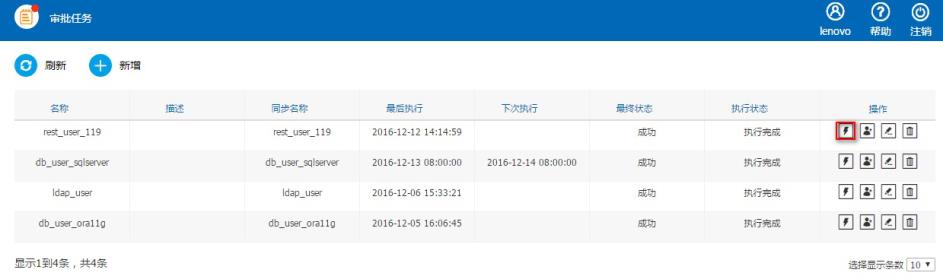 审批任务
lenovo 帮助 注销
刷新 新增
名称 描述 同步名称 最后执行 下次执行 最终状态 执行状态 操作
rest_user_119 rest_user_119 2016-12-12 14:14:59 成功 执行完成
db_user_sqlserver db_user_sqlserver 2016-12-13 08:00:00 2016-12-14 08:00:00 成功 执行完成
ldap_user ldap_user 2016-12-06 15:33:21 成功 执行完成
db_user_ora11g db_user_ora11g 2016-12-05 16:06:45 成功 执行完成
显示1到4条，共4条 选择显示条数 10